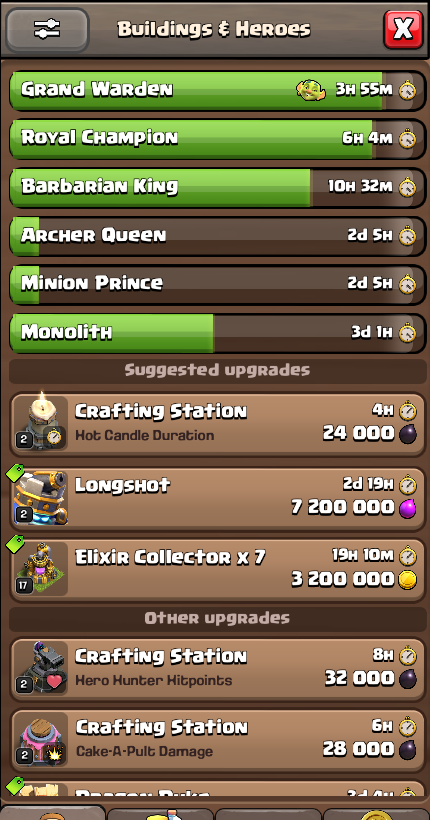 Buildings & Heroes
Grand Warden 3h 55m
Royal Champion 6h 4m
Barbarian King 10h 32m
Archer Queen 2d 5h
Minion Prince 2d 5h
Monolith 3d 1h
Suggested upgrades
Crafting Station 4h
2 Hot Candle Duration 24 000
Longshot 2d 19h
2 7 200 000
Elixir Collector x 7 19h 10m
17 3 200 000
Other upgrades
Crafting Station 8h
2 Hero Hunter Hitpoints 32 000
Crafting Station 6h
2 Cake-A-Pult Damage 28 000